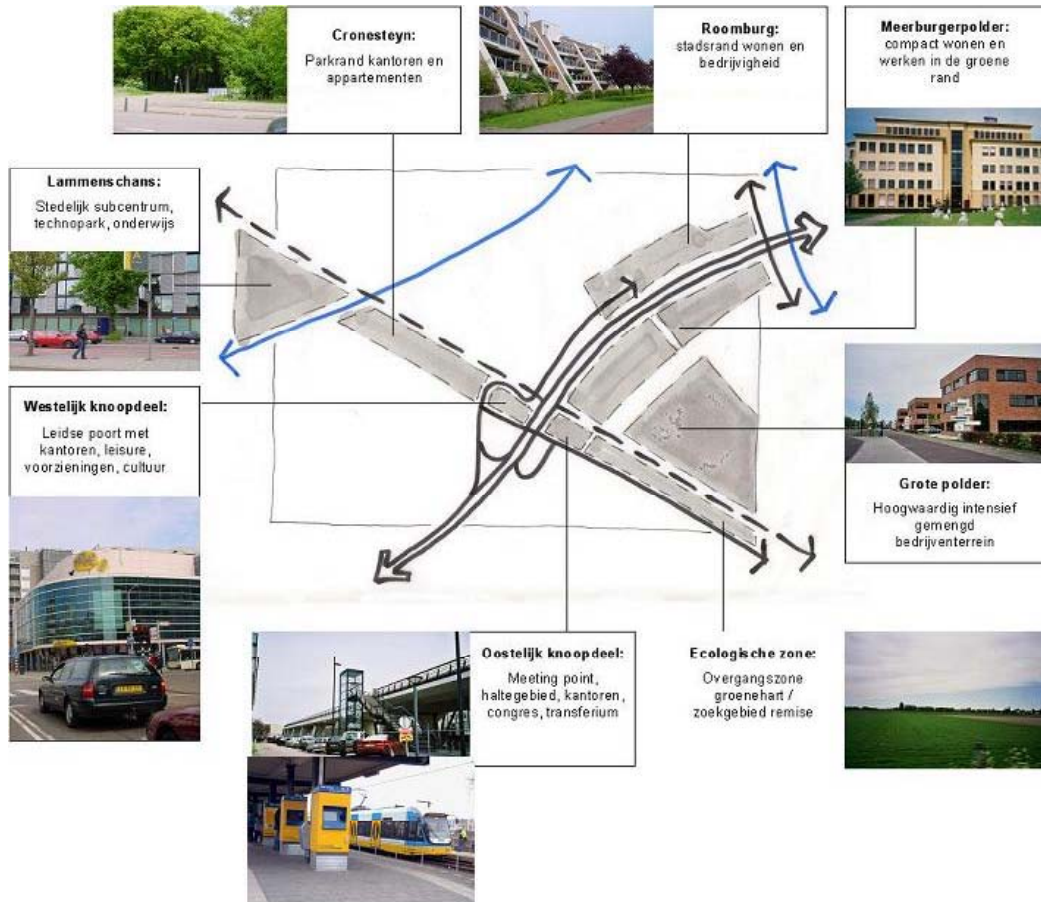 Cronesteyn:
Parkrand kantoren en
appartementen
Roomburg:
stadsrand wonen en
bedrijvigheid
Meerburgerpolder:
compact wonen en
werken in de groene
rand
Lammenschans:
Stedelijk subcentrum,
technopark, onderwijs
Westelijk knoopdeel:
Leidse poort met
kantoren, leisure,
voorzieningen, cultuur
Grote polder:
Hoogwaardig intensief
gemengd
bedrijventerrein
Oostelijk knoopdeel:
Meeting point,
haltegebied, kantoren,
congres, transferium
Ecologische zone:
Overgangszone
groenehart /
zoekgebied remise